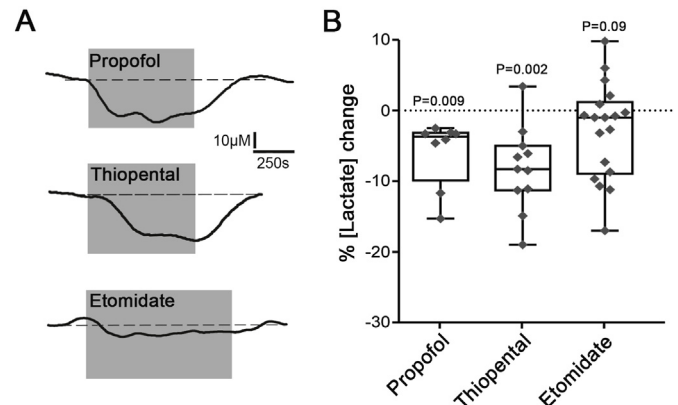 A
Propofol
10µM
250s
Thiopental
Etomidate
B
% [Lactate] change
10
0
-10
-20
-30
P=0.009
P=0.002
P=0.09
Propofol
Thiopental
Etomidate